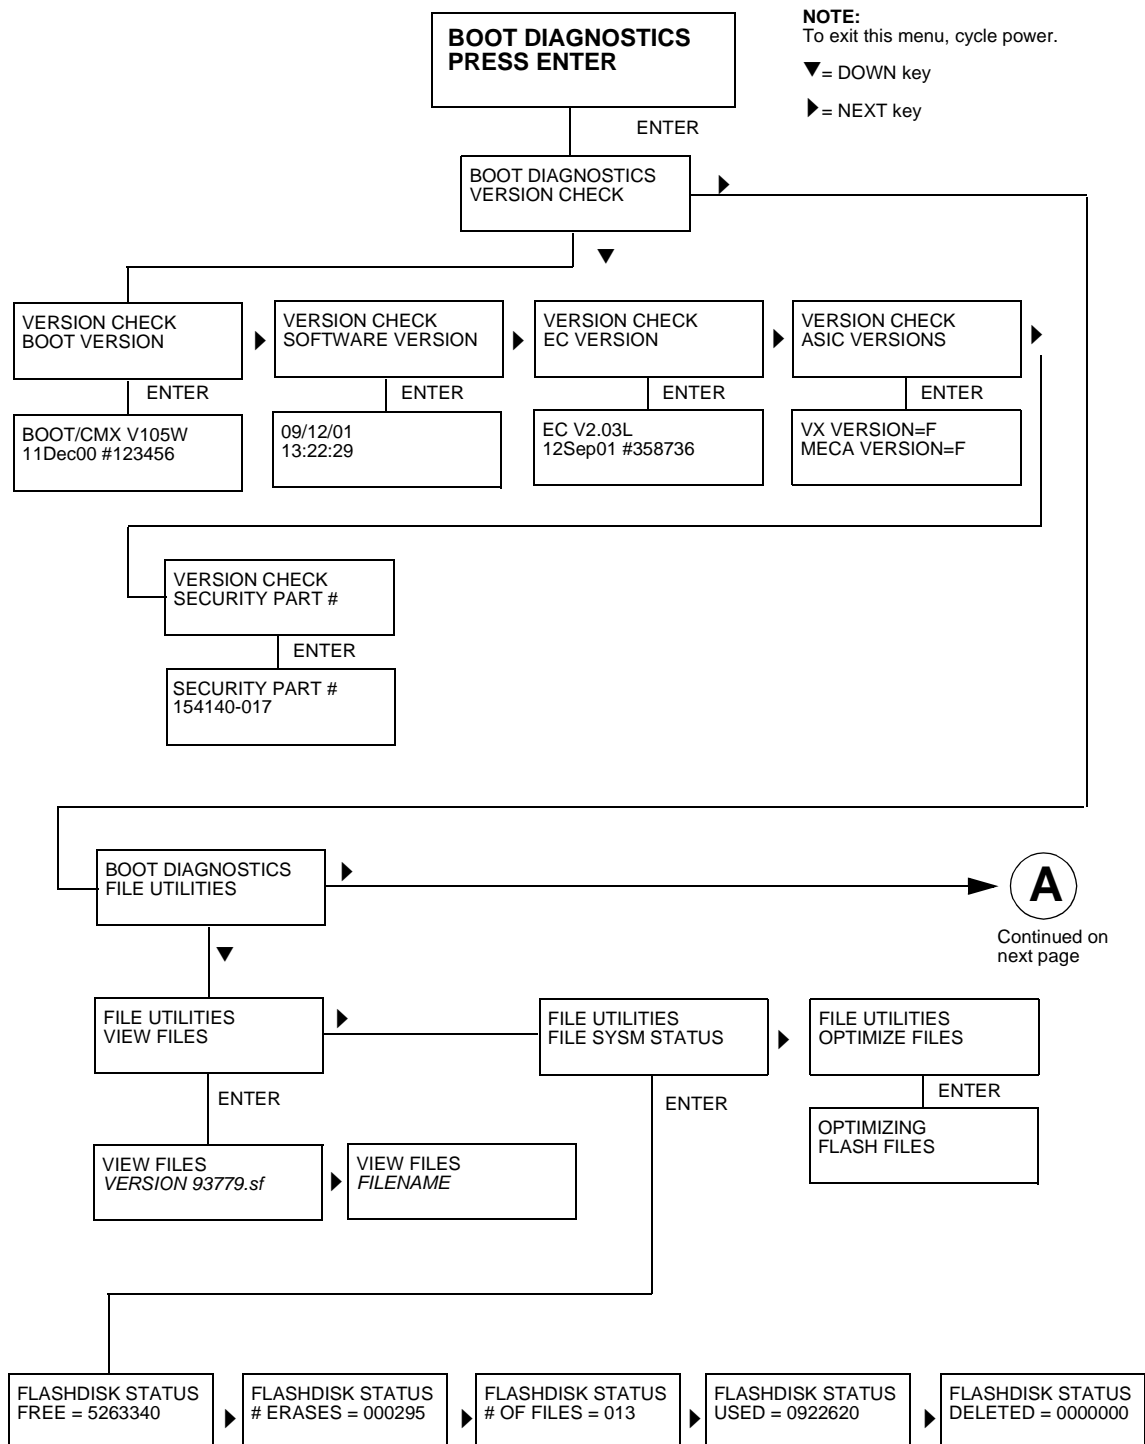 BOOT DIAGNOSTICS
PRESS ENTER
NOTE:
To exit this menu, cycle power.
▼= DOWN key
▶= NEXT key
ENTER
BOOT DIAGNOSTICS
VERSION CHECK
VERSION CHECK
BOOT VERSION
VERSION CHECK
SOFTWARE VERSION
VERSION CHECK
EC VERSION
VERSION CHECK
ASIC VERSIONS
ENTER
ENTER
ENTER
ENTER
BOOT/CMX V105W
11Dec00 #123456
09/12/01
13:22:29
EC V2.03L
12Sep01 #358736
VX VERSION=F
MECA VERSION=F
VERSION CHECK
SECURITY PART #
ENTER
SECURITY PART #
154140-017
BOOT DIAGNOSTICS
FILE UTILITIES
A
Continued on
next page
FILE UTILITIES
VIEW FILES
FILE UTILITIES
FILE SYSM STATUS
FILE UTILITIES
OPTIMIZE FILES
ENTER
ENTER
ENTER
VIEW FILES
VERSION 93779.sf
VIEW FILES
FILENAME
OPTIMIZING
FLASH FILES
FLASHDISK STATUS
FREE = 5263340
FLASHDISK STATUS
# ERASES = 000295
FLASHDISK STATUS
# OF FILES = 013
FLASHDISK STATUS
USED = 0922620
FLASHDISK STATUS
DELETED = 0000000